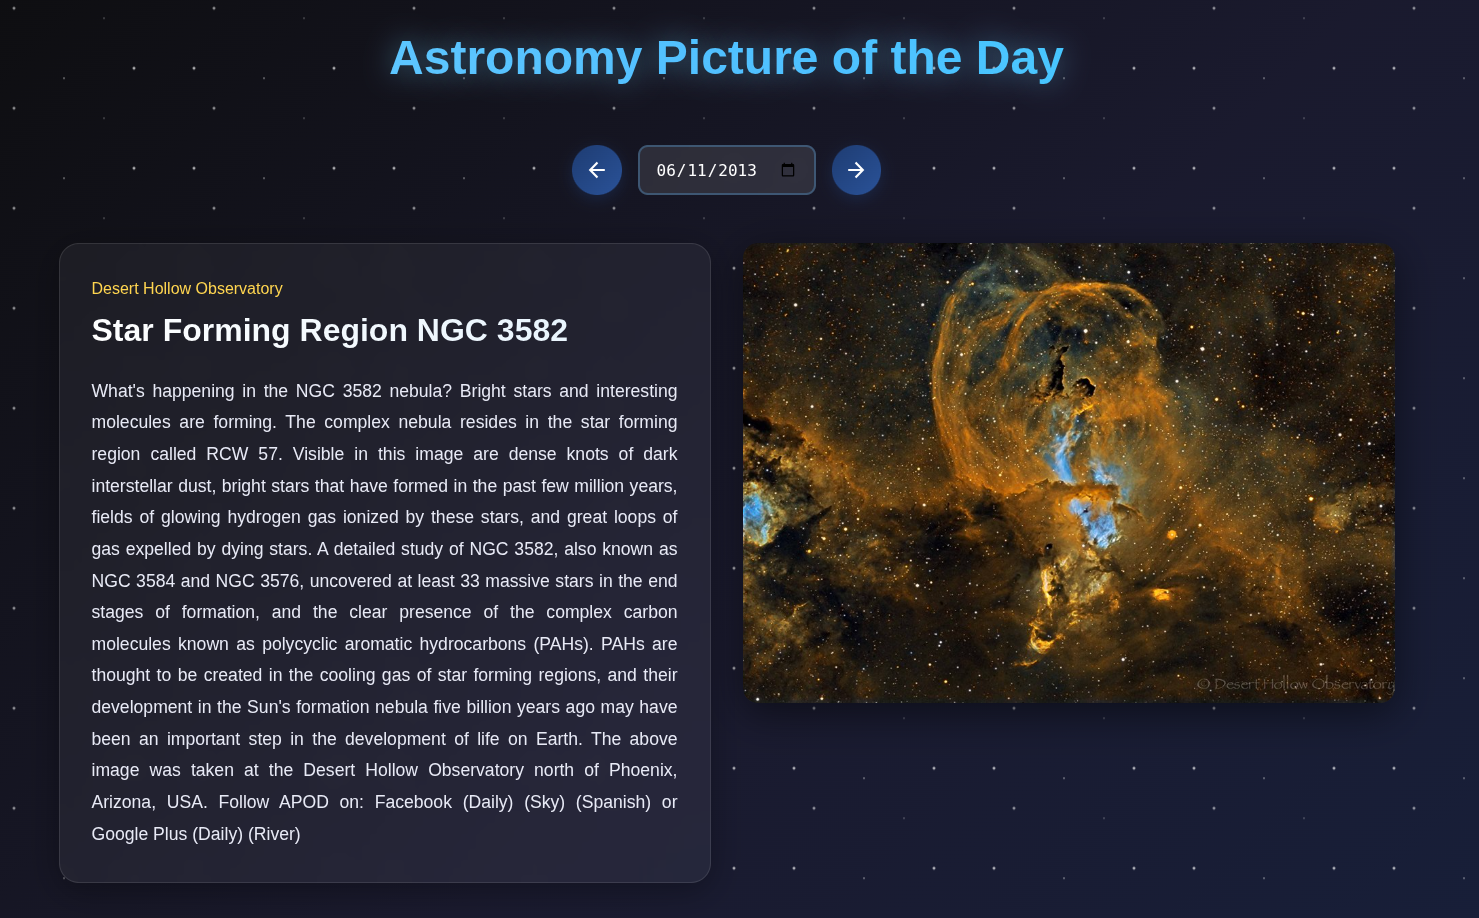 Astronomy Picture of the Day
06/11/2013
Desert Hollow Observatory
Star Forming Region NGC 3582
What's happening in the NGC 3582 nebula? Bright stars and interesting
molecules are forming. The complex nebula resides in the star forming
region called RCW 57. Visible in this image are dense knots of dark
interstellar dust, bright stars that have formed in the past few million years,
fields of glowing hydrogen gas ionized by these stars, and great loops of
gas expelled by dying stars. A detailed study of NGC 3582, also known as
NGC 3584 and NGC 3576, uncovered at least 33 massive stars in the end
stages of formation, and the clear presence of the complex carbon
molecules known as polycyclic aromatic hydrocarbons (PAHs). PAHs are
thought to be created in the cooling gas of star forming regions, and their
development in the Sun's formation nebula five billion years ago may have
been an important step in the development of life on Earth. The above
image was taken at the Desert Hollow Observatory north of Phoenix,
Arizona, USA. Follow APOD on: Facebook (Daily) (Sky) (Spanish) or
Google Plus (Daily) (River)
© Desert Hollow Observatory